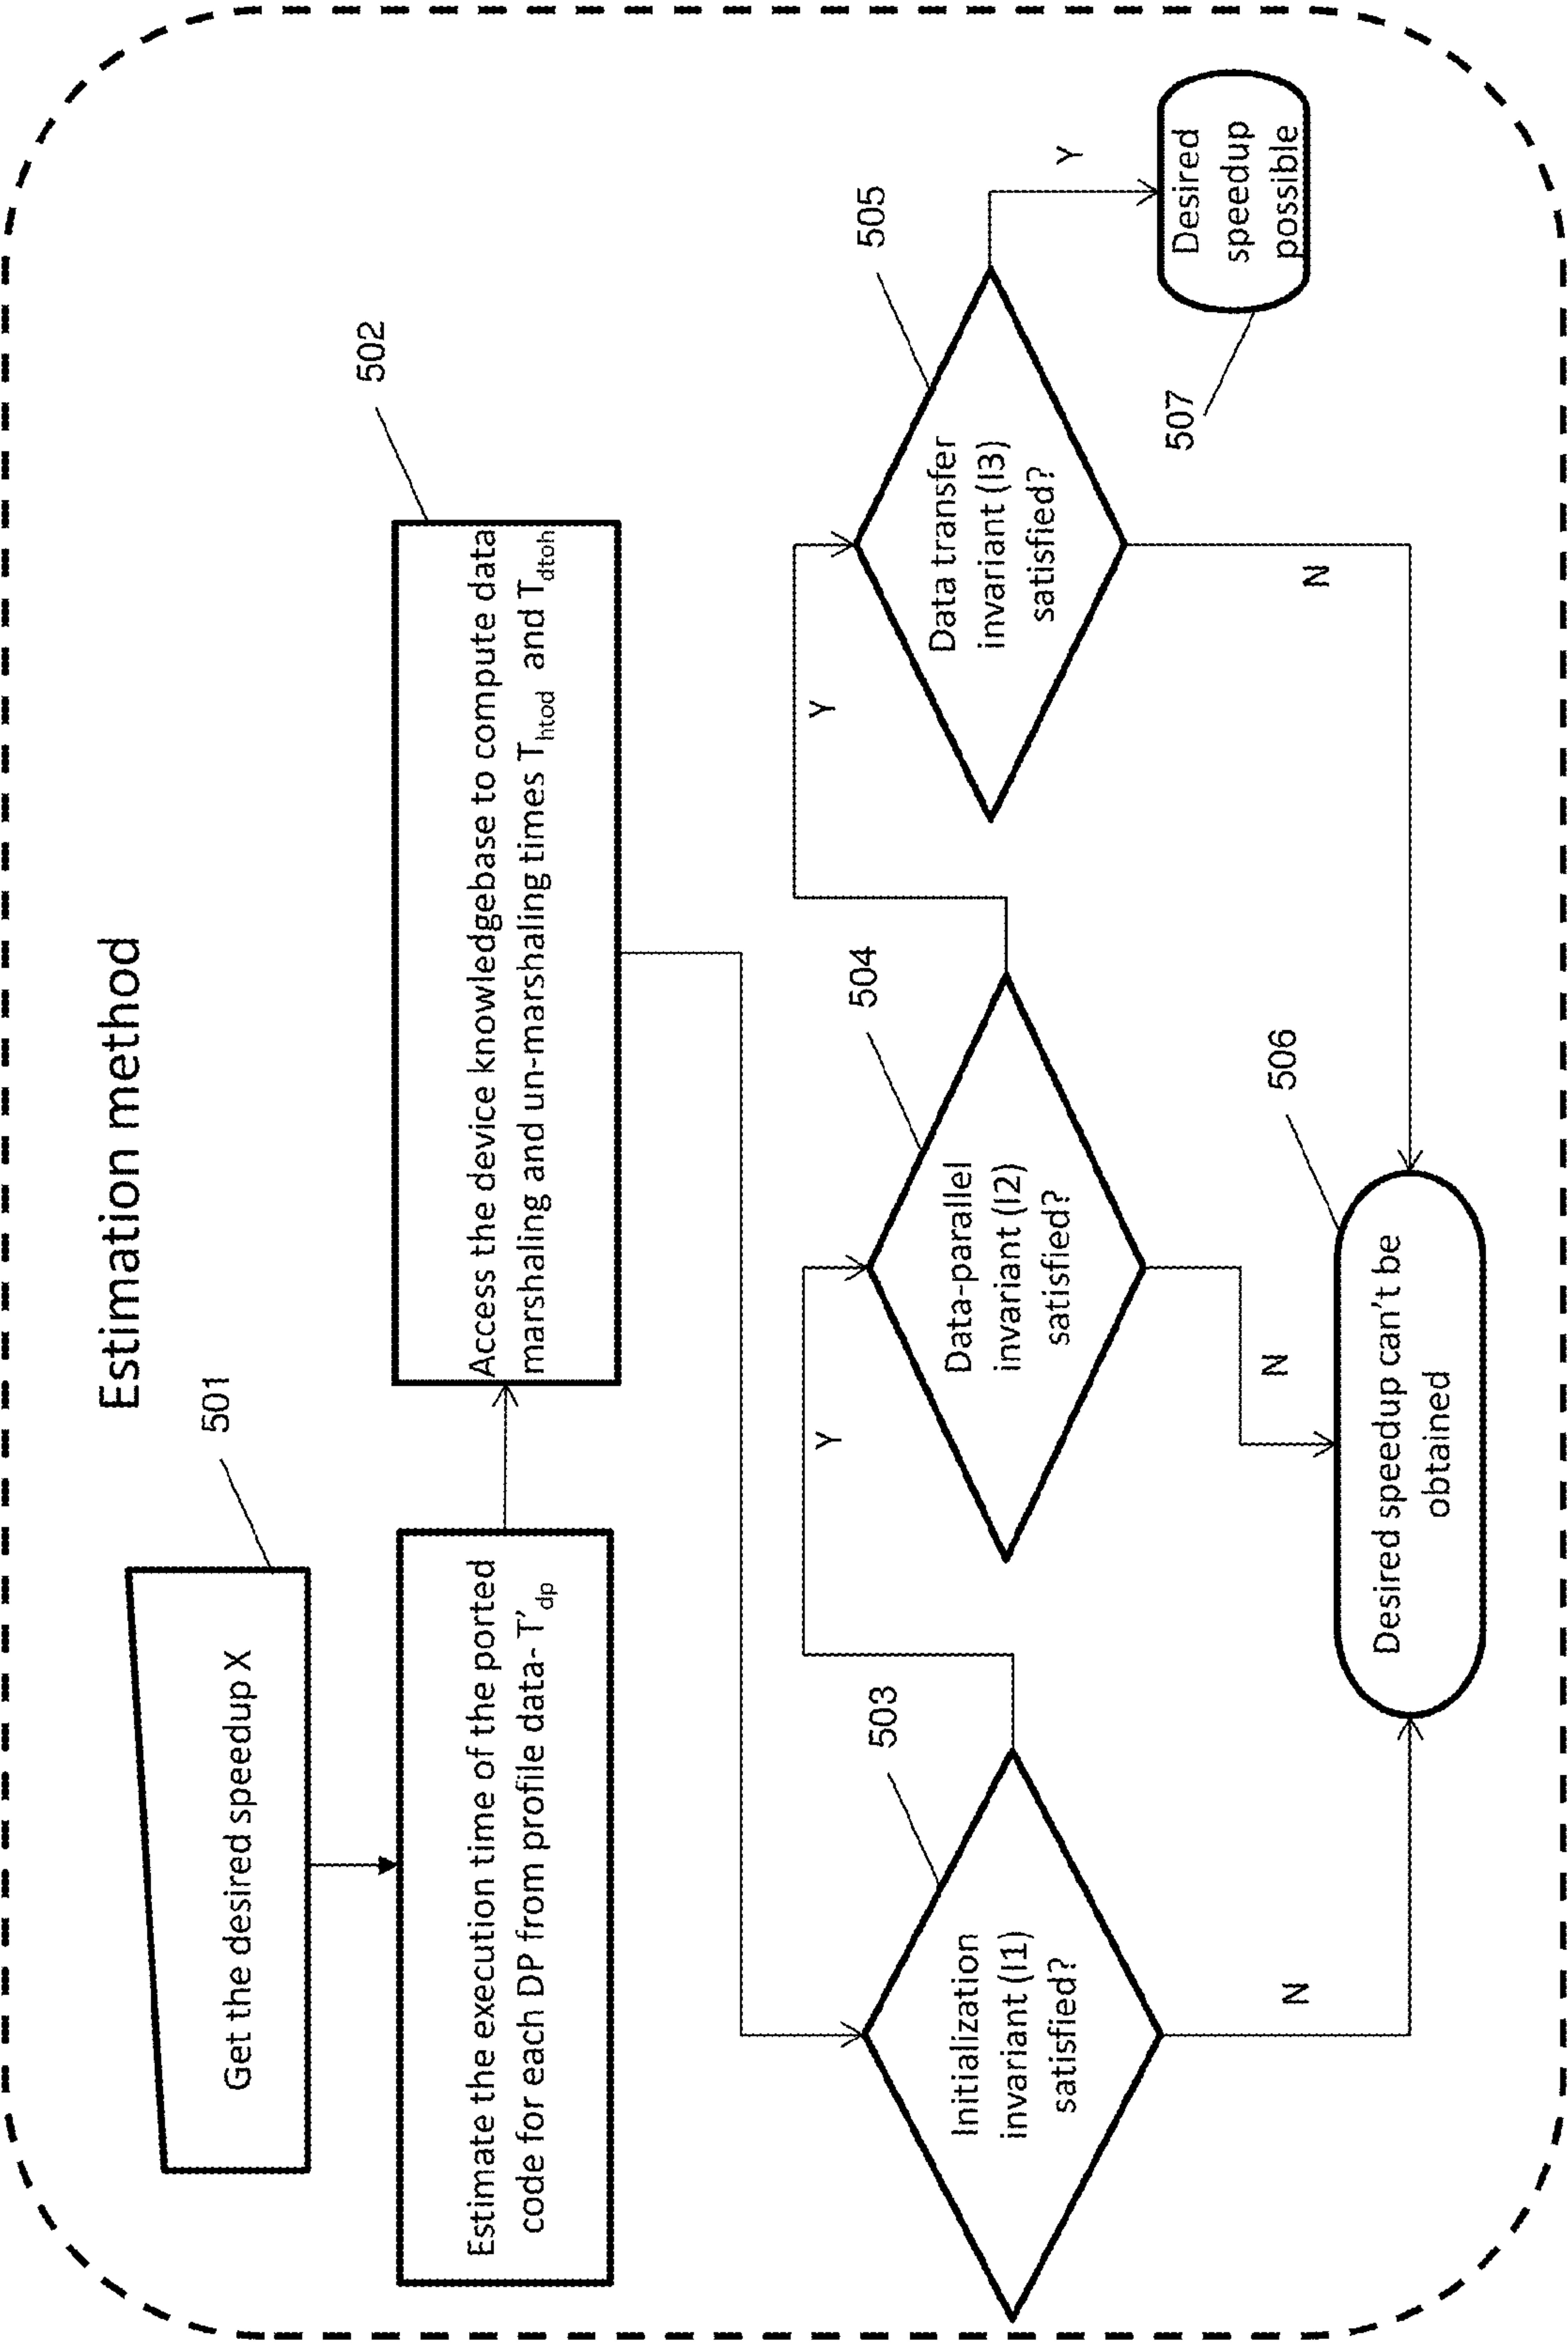 Estimation method
501
Get the desired speedup X
502
Estimate the execution time of the ported
code for each DP from profile data- T'dp
Access the device knowledgebase to compute data
marshaling and un-marshaling times Thtod and Tdtoh
503
Initialization
invariant (I1)
satisfied?
Y
N
504
Data-parallel
invariant (I2)
satisfied?
Y
N
505
Data transfer
invariant (I3)
satisfied?
Y
N
506
Desired speedup can't be
obtained
507
Desired
speedup
possible